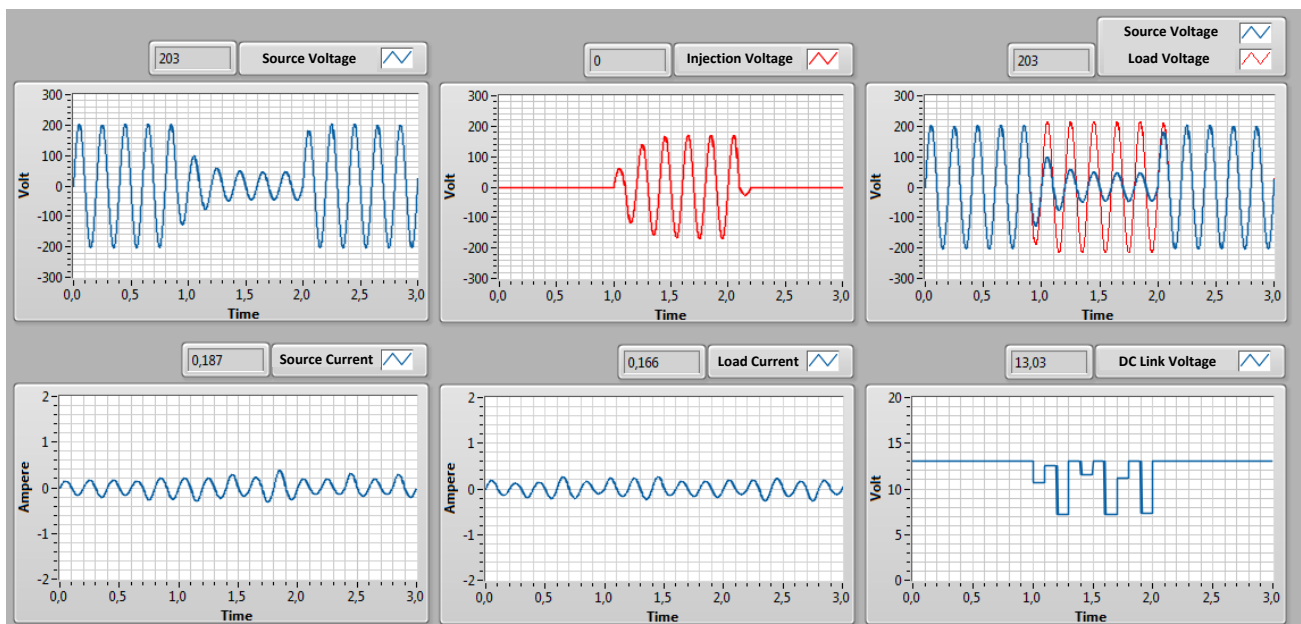 203 Source Voltage
0 Injection Voltage
Source Voltage
203 Load Voltage
300
200
100
0
-100
-200
-300
Volt
0,0 0,5 1,0 1,5 2,0 2,5 3,0
Time
300
200
100
0
-100
-200
-300
Volt
0,0 0,5 1,0 1,5 2,0 2,5 3,0
Time
300
200
100
0
-100
-200
-300
Volt
0,0 0,5 1,0 1,5 2,0 2,5 3,0
Time
0,187 Source Current
0,166 Load Current
13,03 DC Link Voltage
2
1
0
-1
-2
Ampere
0,0 0,5 1,0 1,5 2,0 2,5 3,0
Time
2
1
0
-1
-2
Ampere
0,0 0,5 1,0 1,5 2,0 2,5 3,0
Time
20
15
10
5
0
Volt
0,0 0,5 1,0 1,5 2,0 2,5 3,0
Time